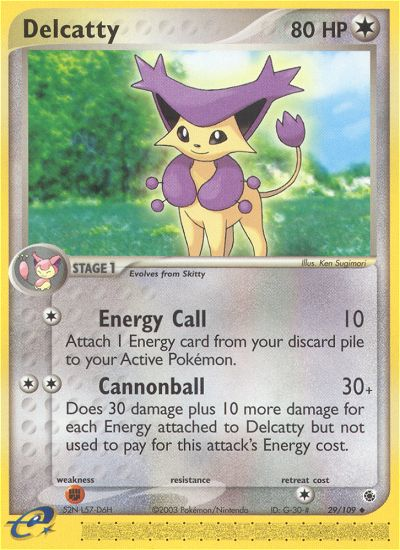 Delcatty 80 HP
Illus. Ken Sugimori
STAGE 1
Evolves from Skitty
Energy Call 10
Attach 1 Energy card from your discard pile
to your Active Pokémon.
Cannonball 30+
Does 30 damage plus 10 more damage for
each Energy attached to Delcatty but not
used to pay for this attack's Energy cost.
weakness resistance retreat cost
52N-L57-D6H ©2003 Pokémon/Nintendo ID: G-30-# 29/109
e